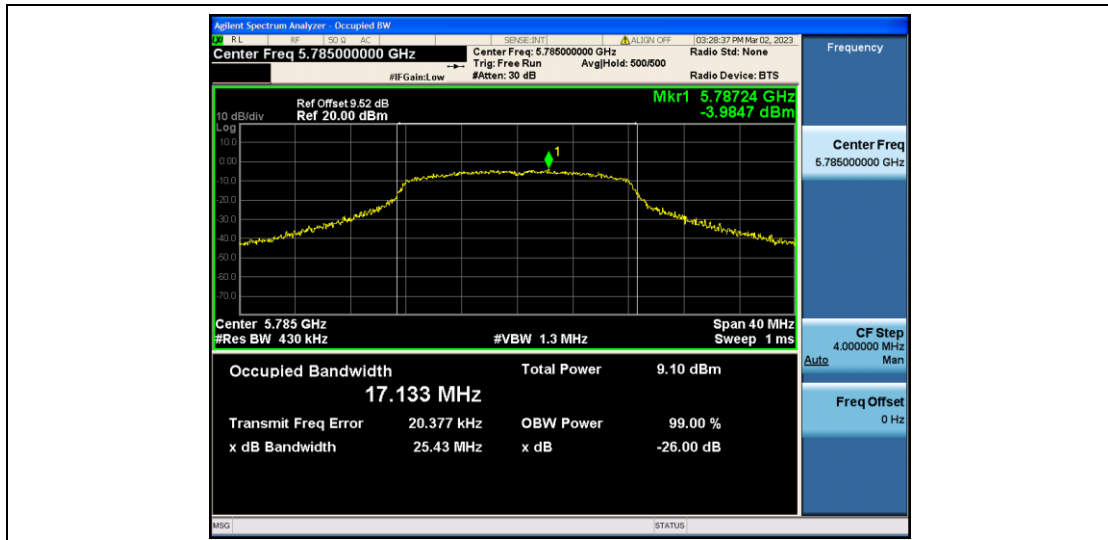 Agilent Spectrum Analyzer - Occupied BW
RL RF 50 Ω AC SENSE:INT ALIGN OFF 03:28:37 PM Mar 02, 2023
Center Freq 5.785000000 GHz
Center Freq: 5.785000000 GHz Radio Std: None
Trig: Free Run Avg|Hold: 500/500
#IFGain:Low #Atten: 30 dB Radio Device: BTS
Frequency
Mkr1 5.78724 GHz
-3.9847 dBm
Ref Offset 9.52 dB
10 dB/div Ref 20.00 dBm
Log
10.0
0.00
-10.0
-20.0
-30.0
-40.0
-50.0
-60.0
-70.0
1
Center Freq
5.785000000 GHz
Center 5.785 GHz Span 40 MHz
#Res BW 430 kHz #VBW 1.3 MHz Sweep 1 ms
CF Step
4.000000 MHz
Auto Man
Occupied Bandwidth Total Power 9.10 dBm
17.133 MHz
Freq Offset
0 Hz
Transmit Freq Error 20.377 kHz OBW Power 99.00 %
x dB Bandwidth 25.43 MHz x dB -26.00 dB
MSG STATUS